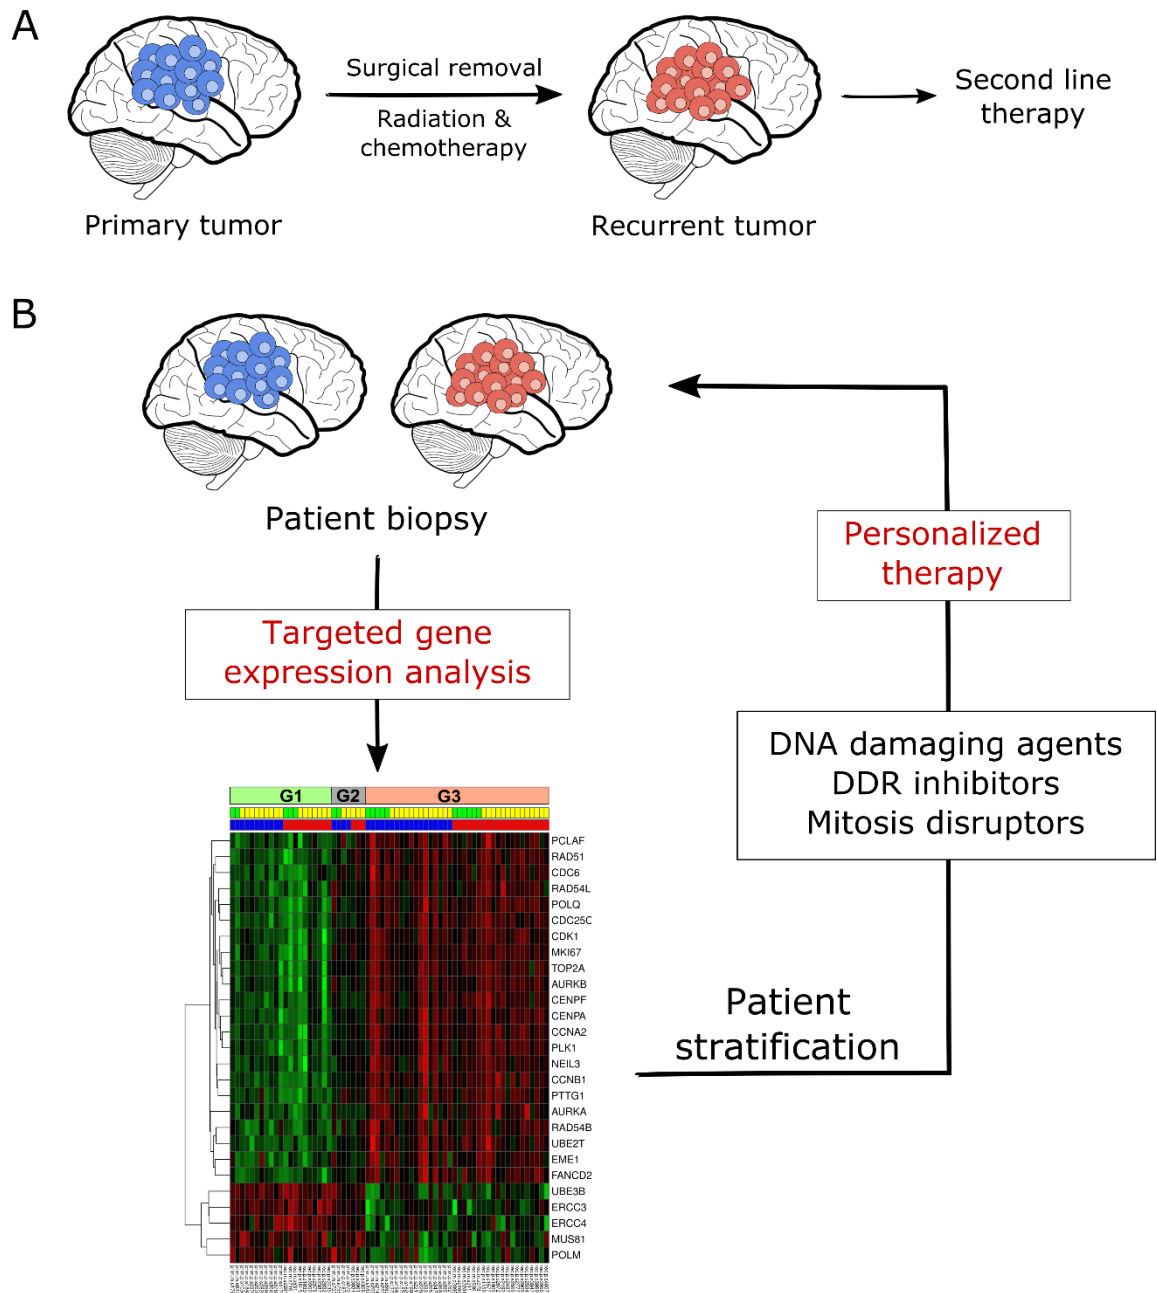 A
Surgical removal
Radiation &
chemotherapy
Second line
therapy
Primary tumor
Recurrent tumor
B
Patient biopsy
Personalized
therapy
Targeted gene
expression analysis
DNA damaging agents
DDR inhibitors
Mitosis disruptors
G1 G2 G3
PCLAF
RAD51
CDC6
RAD54L
POLQ
CDC25C
CDK1
MKI67
TOP2A
AURKB
CENPF
CENPA
CCNA2
PLK1
NEIL3
CCNB1
PTTG1
AURKA
RAD54B
UBE2T
EME1
FANCD2
UBE3B
ERCC3
ERCC4
MUS81
POLM
Patient
stratification